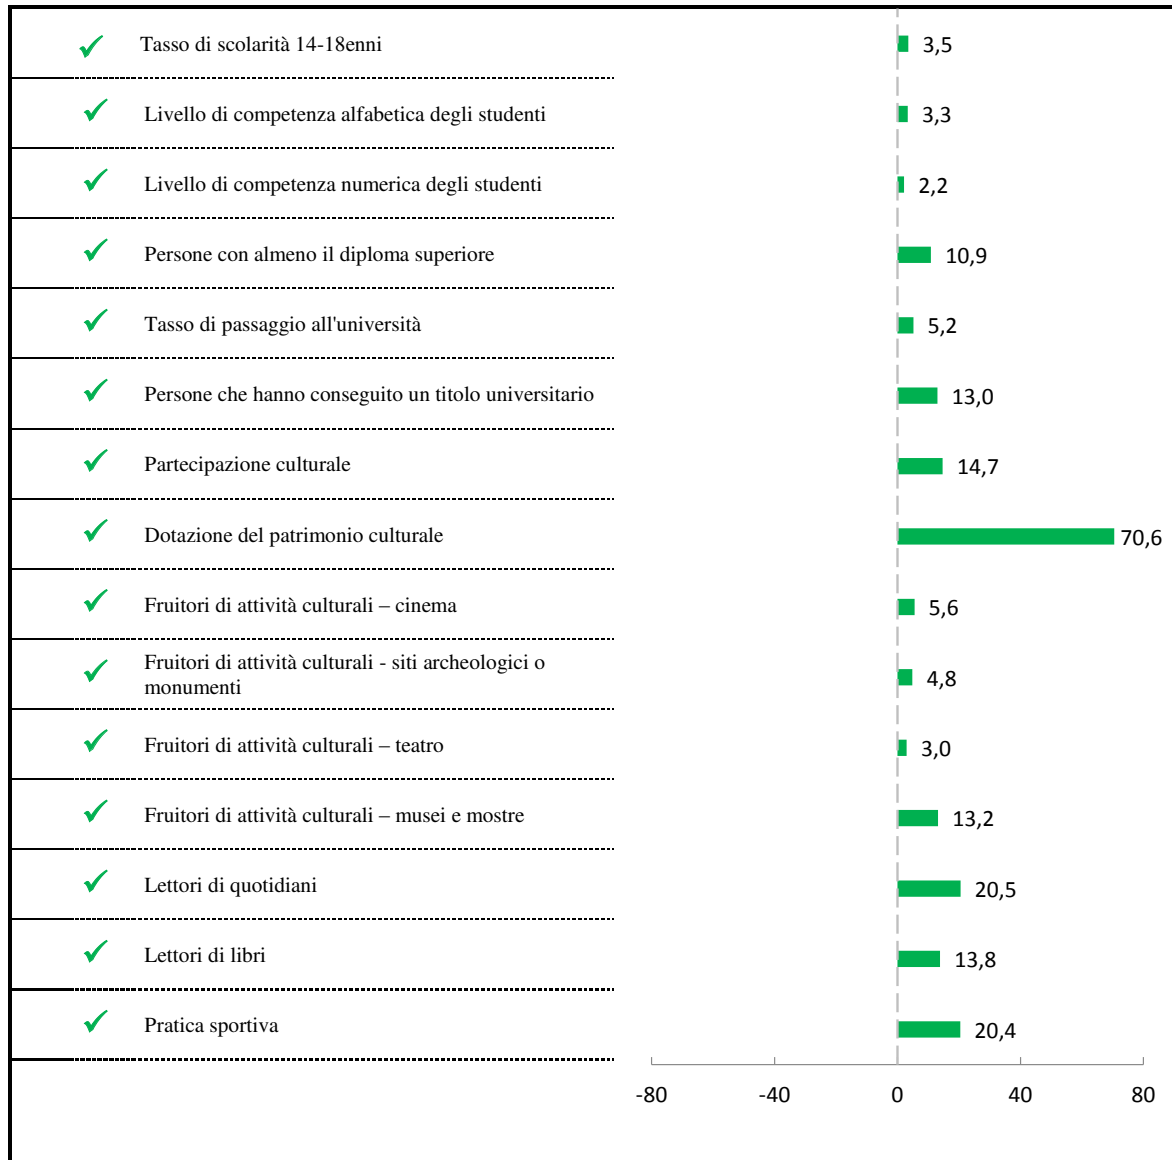 Tasso di scolarità 14-18enni 3,5
Livello di competenza alfabetica degli studenti 3,3
Livello di competenza numerica degli studenti 2,2
Persone con almeno il diploma superiore 10,9
Tasso di passaggio all'università 5,2
Persone che hanno conseguito un titolo universitario 13,0
Partecipazione culturale 14,7
Dotazione del patrimonio culturale 70,6
Fruitori di attività culturali – cinema 5,6
Fruitori di attività culturali - siti archeologici o
monumenti 4,8
Fruitori di attività culturali – teatro 3,0
Fruitori di attività culturali – musei e mostre 13,2
Lettori di quotidiani 20,5
Lettori di libri 13,8
Pratica sportiva 20,4
-80 -40 0 40 80